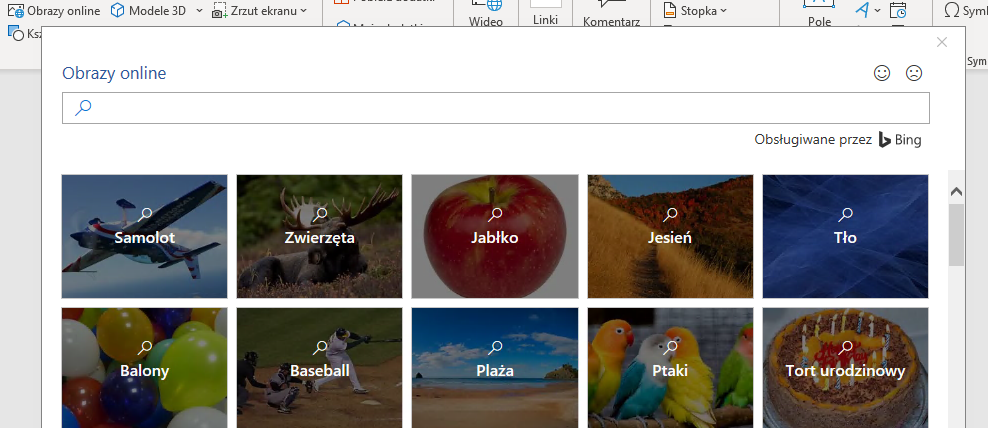 Obrazy online
Modele 3D
Zrzut ekranu
Wideo
Linki
Komentarz
Stopka
Pole
Obrazy online
Obsługiwane przez Bing
Samolot
Zwierzęta
Jabłko
Jesień
Tło
Balony
Baseball
Plaża
Ptaki
Tort urodzinowy